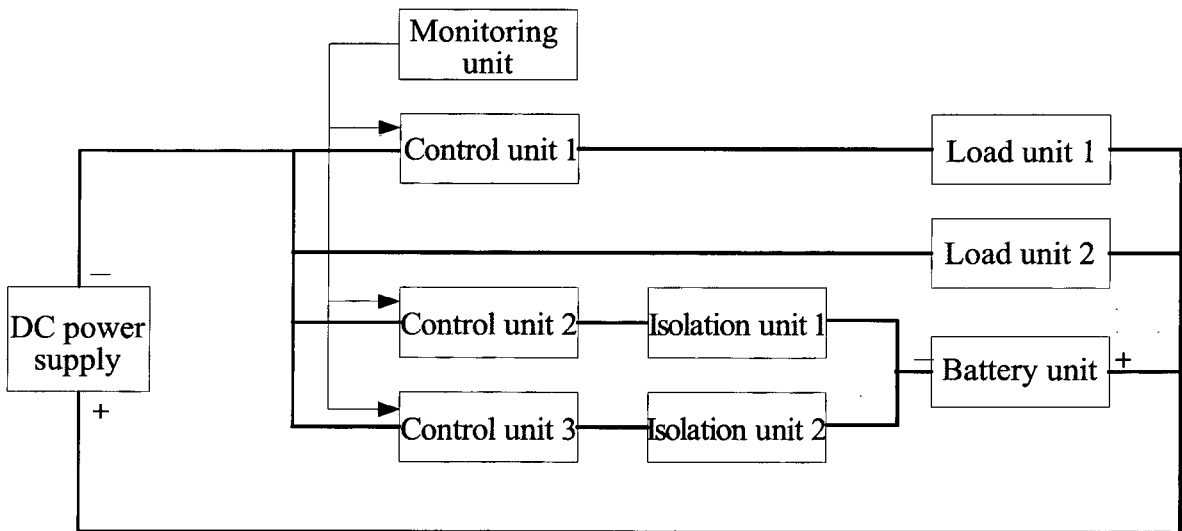 Monitoring
unit
Control unit 1
Load unit 1
Load unit 2
—
DC power
supply
+
Control unit 2
Isolation unit 1
—
Battery unit
+
Control unit 3
Isolation unit 2